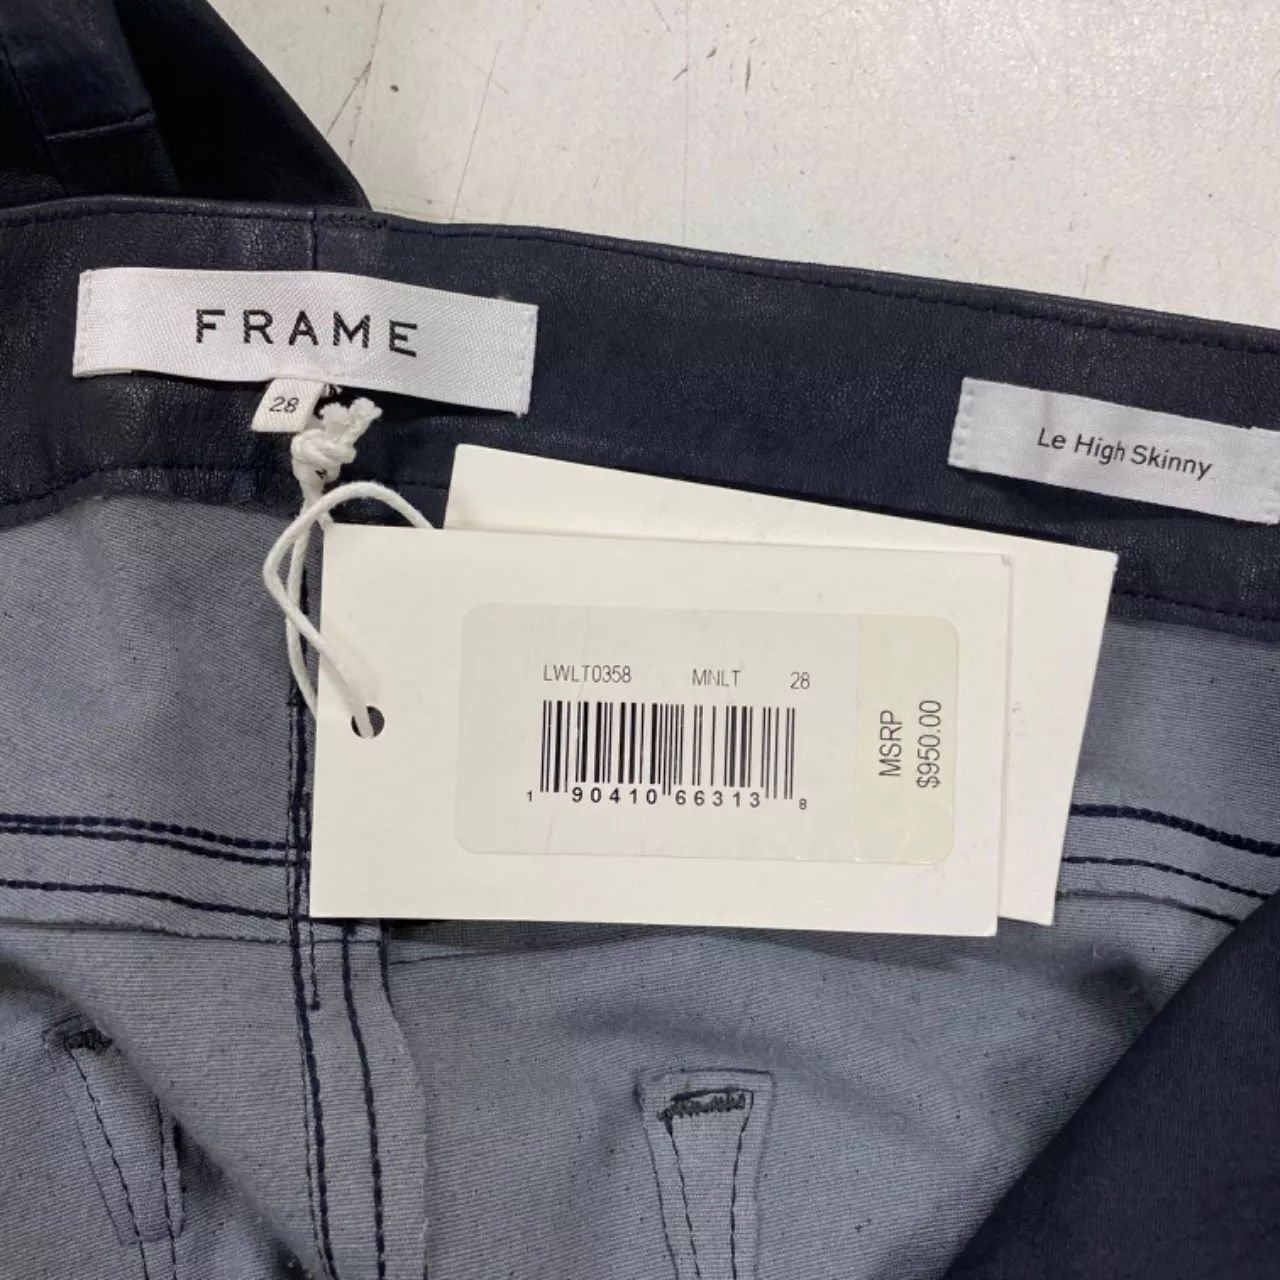 FRAME
28
Le High Skinny
LWLT0358 MNLT 28
1 90410 66313 8
MSRP
$950.00